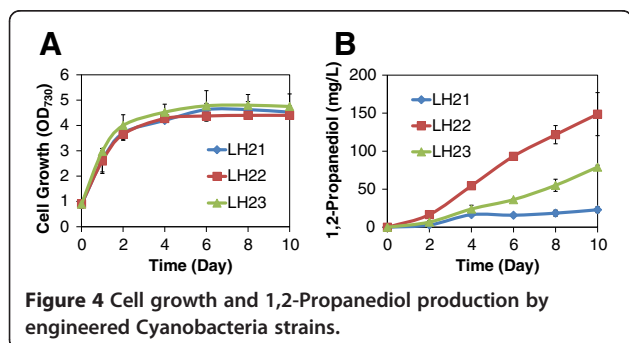 A
Cell Growth (OD730)
6
5
4
3
2
1
0
LH21
LH22
LH23
0 2 4 6 8 10
Time (Day)
B
1,2-Propanediol (mg/L)
200
150
100
50
0
LH21
LH22
LH23
0 2 4 6 8 10
Time (Day)
Figure 4 Cell growth and 1,2-Propanediol production by
engineered Cyanobacteria strains.